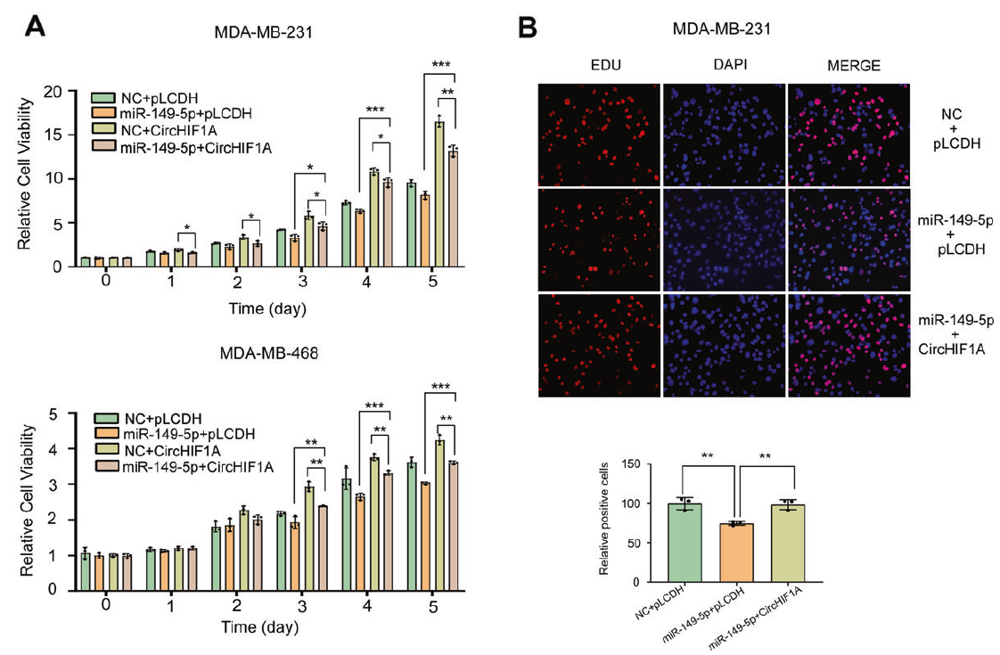 A
MDA-MB-231
NC+pLCDH
miR-149-5p+pLCDH
NC+CircHIF1A
miR-149-5p+CircHIF1A
Relative Cell Viability
20
15
10
5
0
*
*
*
*
***
*
***
**
0 1 2 3 4 5
Time (day)
MDA-MB-468
NC+pLCDH
miR-149-5p+pLCDH
NC+CircHIF1A
miR-149-5p+CircHIF1A
Relative Cell Viability
5
4
3
2
1
0
**
**
***
**
***
**
0 1 2 3 4 5
Time (day)
B
MDA-MB-231
EDU DAPI MERGE
NC
+
pLCDH
miR-149-5p
+
pLCDH
miR-149-5p
+
CircHIF1A
Relative positive cells
150
100
50
0
** **
NC+pLCDH
miR-149-5p+pLCDH
miR-149-5p+CircHIF1A